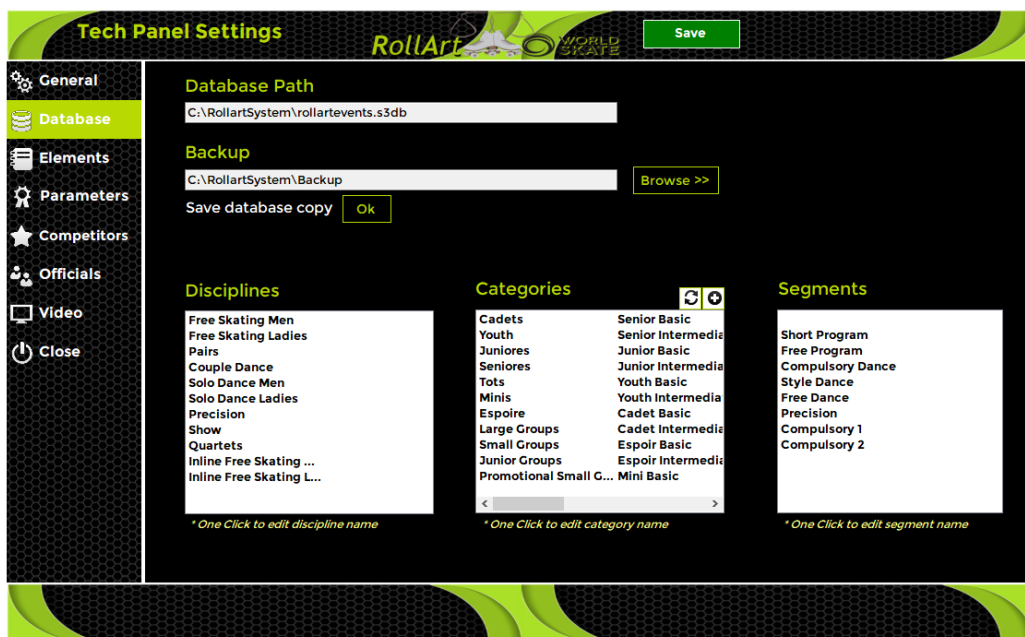 Tech Panel Settings
RollArt
WORLD
SKATE
Save
General
Database
Elements
Parameters
Competitors
Officials
Video
Close
Database Path
C:\RollartSystem\rollartevents.s3db
Backup
C:\RollartSystem\Backup
Browse >>
Save database copy
Ok
Disciplines
Free Skating Men
Free Skating Ladies
Pairs
Couple Dance
Solo Dance Men
Solo Dance Ladies
Precision
Show
Quartets
Inline Free Skating ...
Inline Free Skating L...
* One Click to edit discipline name
Categories
Cadets
Youth
Juniores
Seniores
Tots
Minis
Espoire
Large Groups
Small Groups
Junior Groups
Promotional Small G...
Senior Basic
Senior Intermedia
Junior Basic
Junior Intermedia
Youth Basic
Youth Intermedia
Cadet Basic
Cadet Intermedia
Espoir Basic
Espoir Intermedia
Mini Basic
* One Click to edit category name
Segments
Short Program
Free Program
Compulsory Dance
Style Dance
Free Dance
Precision
Compulsory 1
Compulsory 2
* One Click to edit segment name